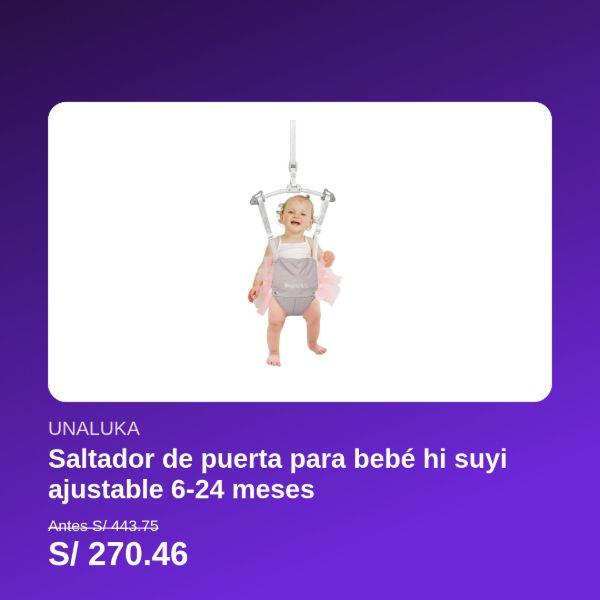 UNALUKA
Saltador de puerta para bebé hi suyi
ajustable 6-24 meses
Antes S/ 443.75
S/ 270.46